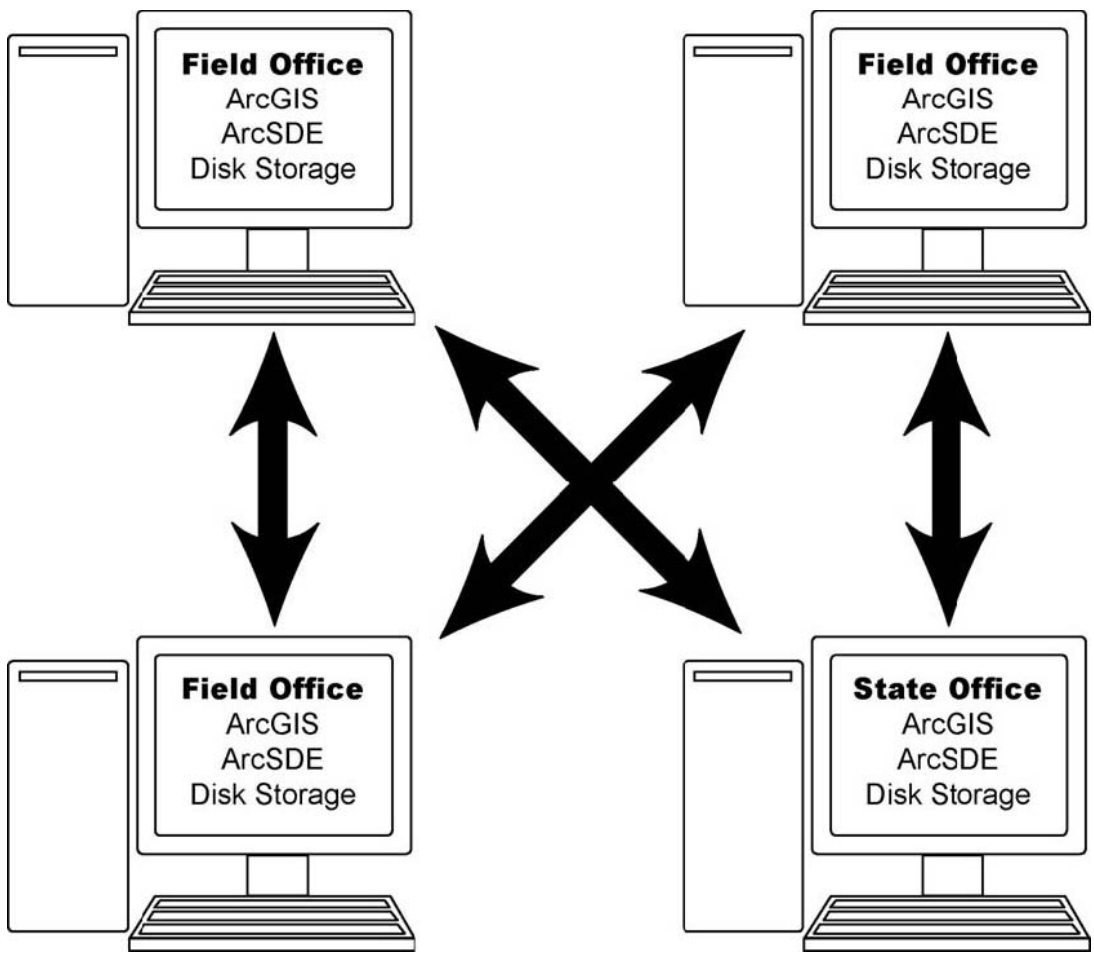 Field Office
ArcGIS
ArcSDE
Disk Storage
Field Office
ArcGIS
ArcSDE
Disk Storage
Field Office
ArcGIS
ArcSDE
Disk Storage
State Office
ArcGIS
ArcSDE
Disk Storage